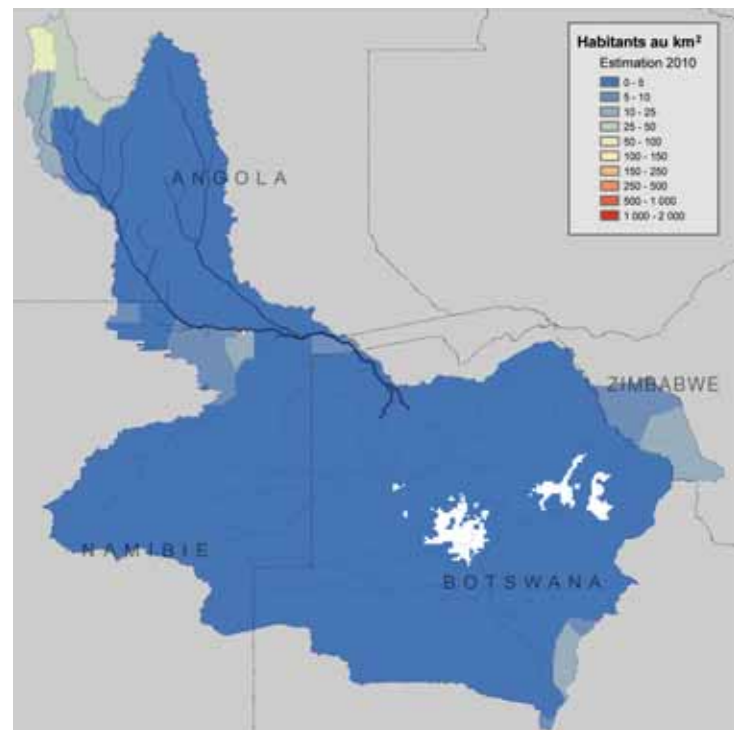 Habitants au km²
Estimation 2010
0 - 5
5 - 10
10 - 25
25 - 50
50 - 100
100 - 150
150 - 250
250 - 500
500 - 1 000
1 000 - 2 000
ANGOLA
ZIMBABWE
NAMIBIE
BOTSWANA